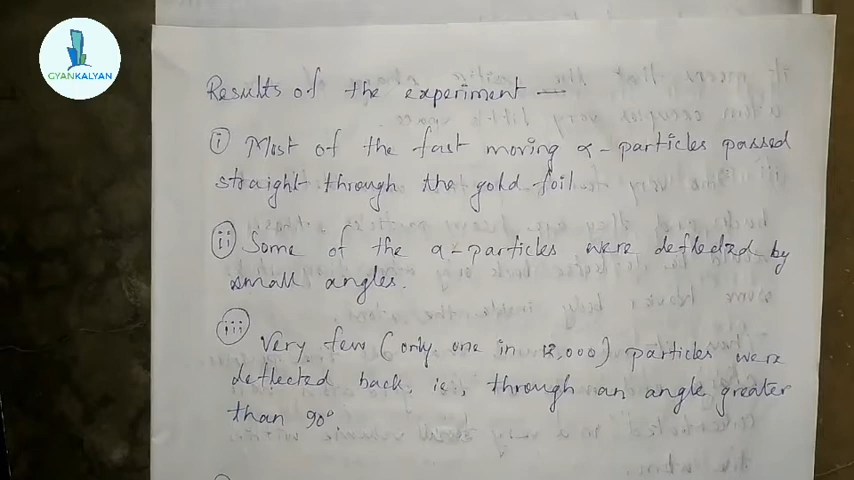 GYANKALYAN
Results of the experiment —
(i) Most of the fast moving α-particles passed
straight through the gold foil.
(ii) Some of the α-particles were deflected by
small angles.
(iii) Very few (only one in 12,000) particles were
deflected back, ie, through an angle greater
than 90°